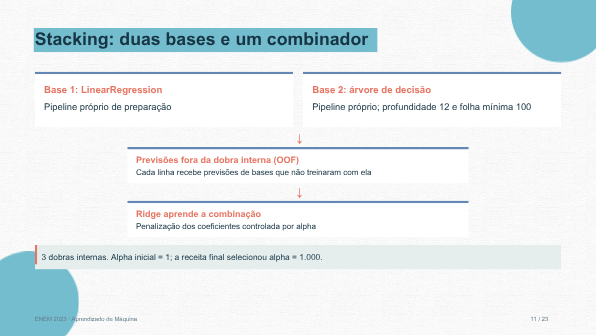 Stacking: duas bases e um combinador
Base 1: LinearRegression
Pipeline próprio de preparação
Base 2: árvore de decisão
Pipeline próprio; profundidade 12 e folha mínima 100
↓
Previsões fora da dobra interna (OOF)
Cada linha recebe previsões de bases que não treinaram com ela
↓
Ridge aprende a combinação
Penalização dos coeficientes controlada por alpha
3 dobras internas. Alpha inicial = 1; a receita final selecionou alpha = 1.000.
ENEM 2023 · Aprendizado de Máquina
11 / 23